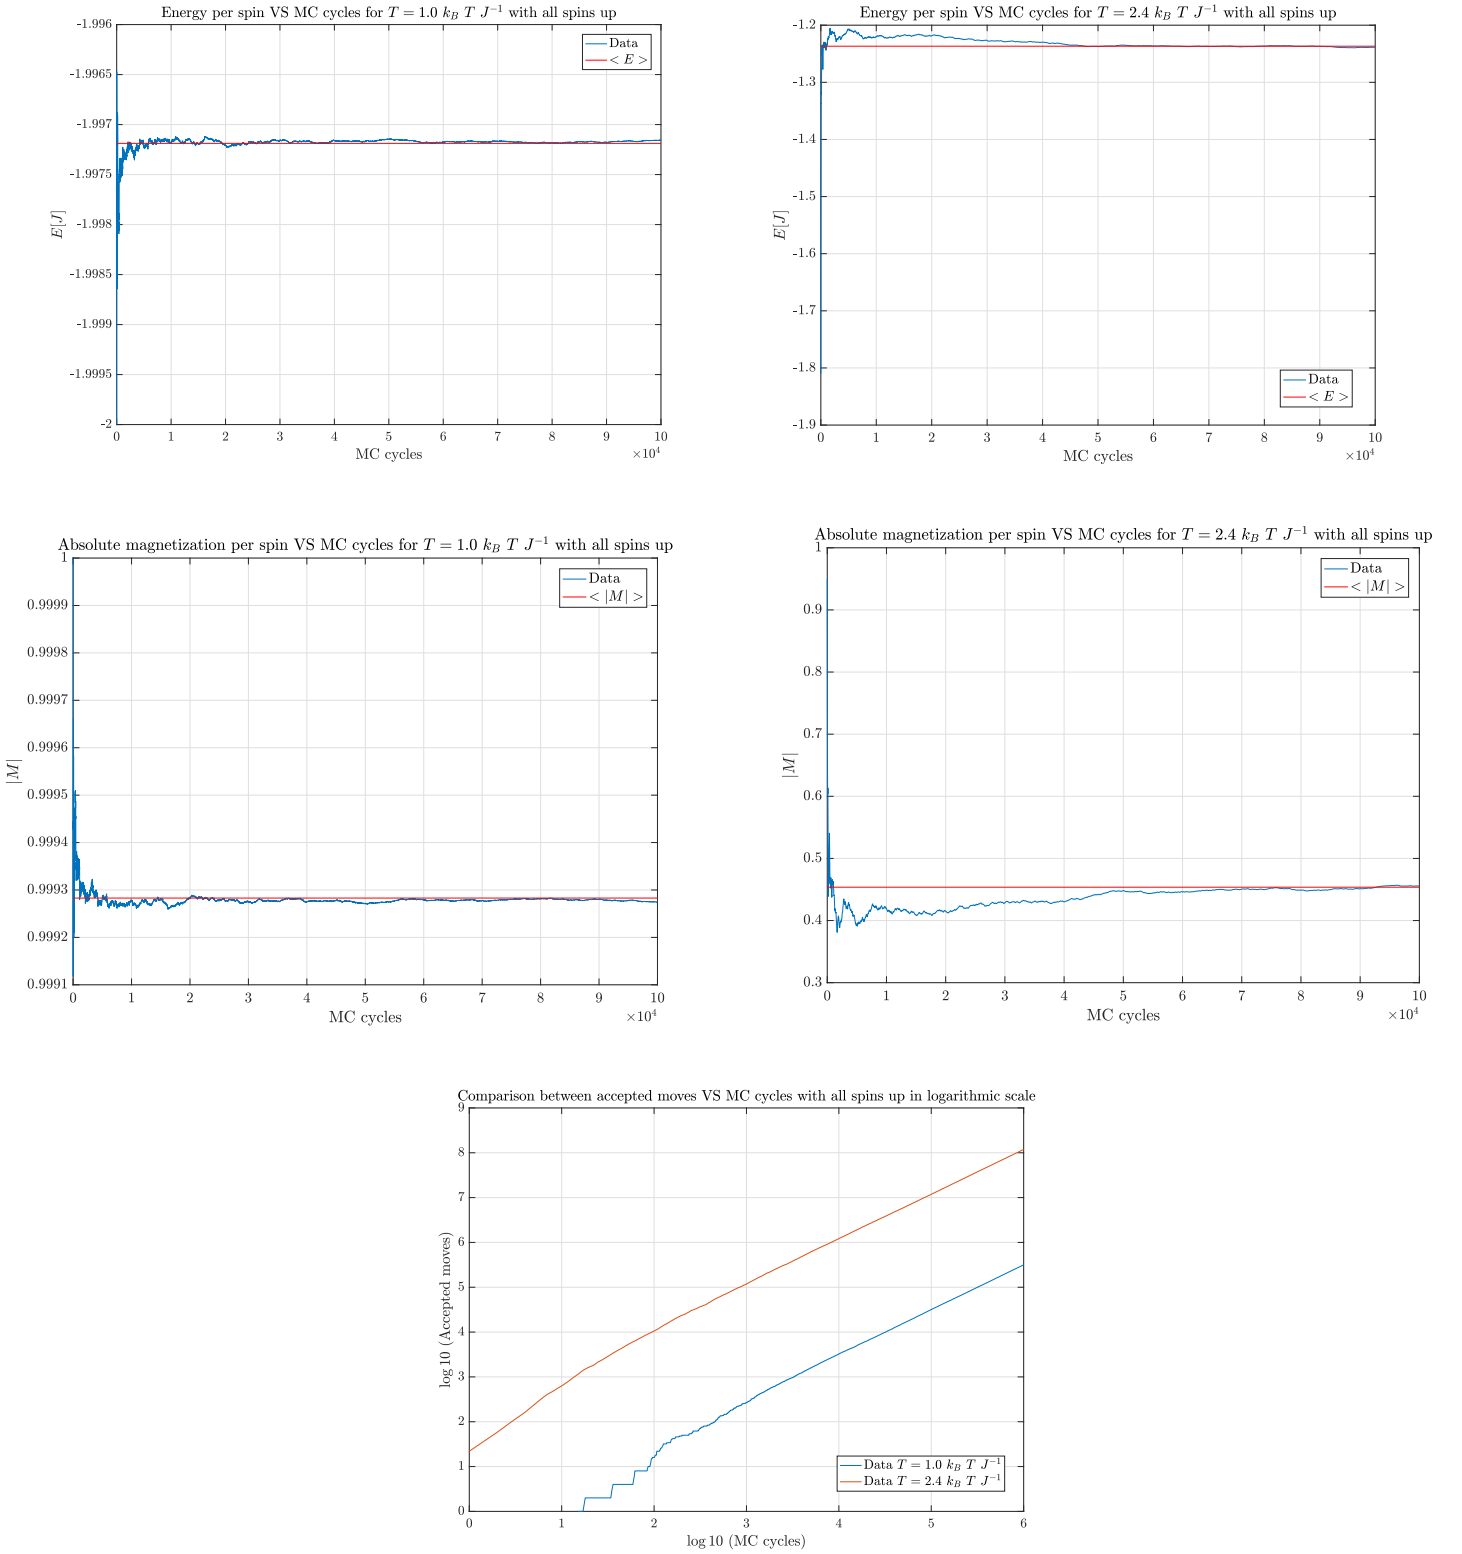 Energy per spin VS MC cycles for T = 1.0 k_B T J⁻¹ with all spins up
-1.996
-1.9965
-1.997
-1.9975
-1.998
-1.9985
-1.999
-1.9995
-2
E[J]
Data
< E >
0 1 2 3 4 5 6 7 8 9 10
MC cycles
×10⁴
Energy per spin VS MC cycles for T = 2.4 k_B T J⁻¹ with all spins up
-1.2
-1.3
-1.4
-1.5
-1.6
-1.7
-1.8
-1.9
E[J]
Data
< E >
0 1 2 3 4 5 6 7 8 9 10
MC cycles
×10⁴
Absolute magnetization per spin VS MC cycles for T = 1.0 k_B T J⁻¹ with all spins up
1
0.9999
0.9998
0.9997
0.9996
0.9995
0.9994
0.9993
0.9992
0.9991
|M|
Data
< |M| >
0 1 2 3 4 5 6 7 8 9 10
MC cycles
×10⁴
Absolute magnetization per spin VS MC cycles for T = 2.4 k_B T J⁻¹ with all spins up
1
0.9
0.8
0.7
0.6
0.5
0.4
0.3
|M|
Data
< |M| >
0 1 2 3 4 5 6 7 8 9 10
MC cycles
×10⁴
Comparison between accepted moves VS MC cycles with all spins up in logarithmic scale
9
8
7
6
5
4
3
2
1
0
log 10 (Accepted moves)
Data T = 1.0 k_B T J⁻¹
Data T = 2.4 k_B T J⁻¹
0 1 2 3 4 5 6
log 10 (MC cycles)